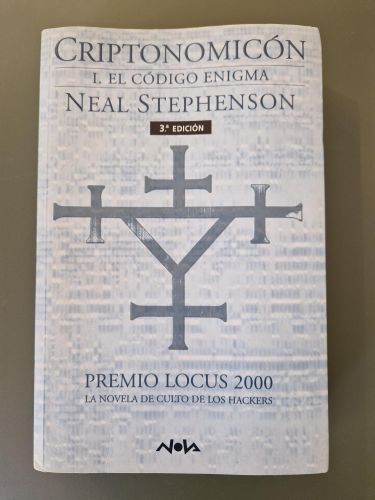 CRIPTONOMICÓN
I. EL CÓDIGO ENIGMA
NEAL STEPHENSON
3.ª EDICIÓN
PREMIO LOCUS 2000
LA NOVELA DE CULTO DE LOS HACKERS
NOVA